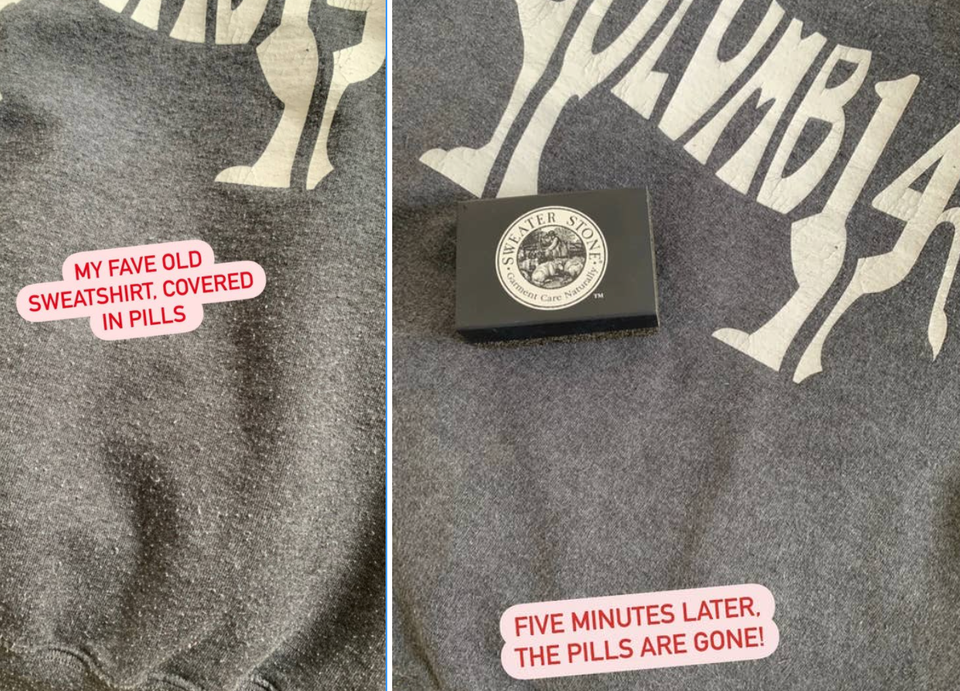 MY FAVE OLD
SWEATSHIRT, COVERED
IN PILLS
COLUMBIA
SWEATER STONE
Garment Care Naturally
TM
FIVE MINUTES LATER,
THE PILLS ARE GONE!